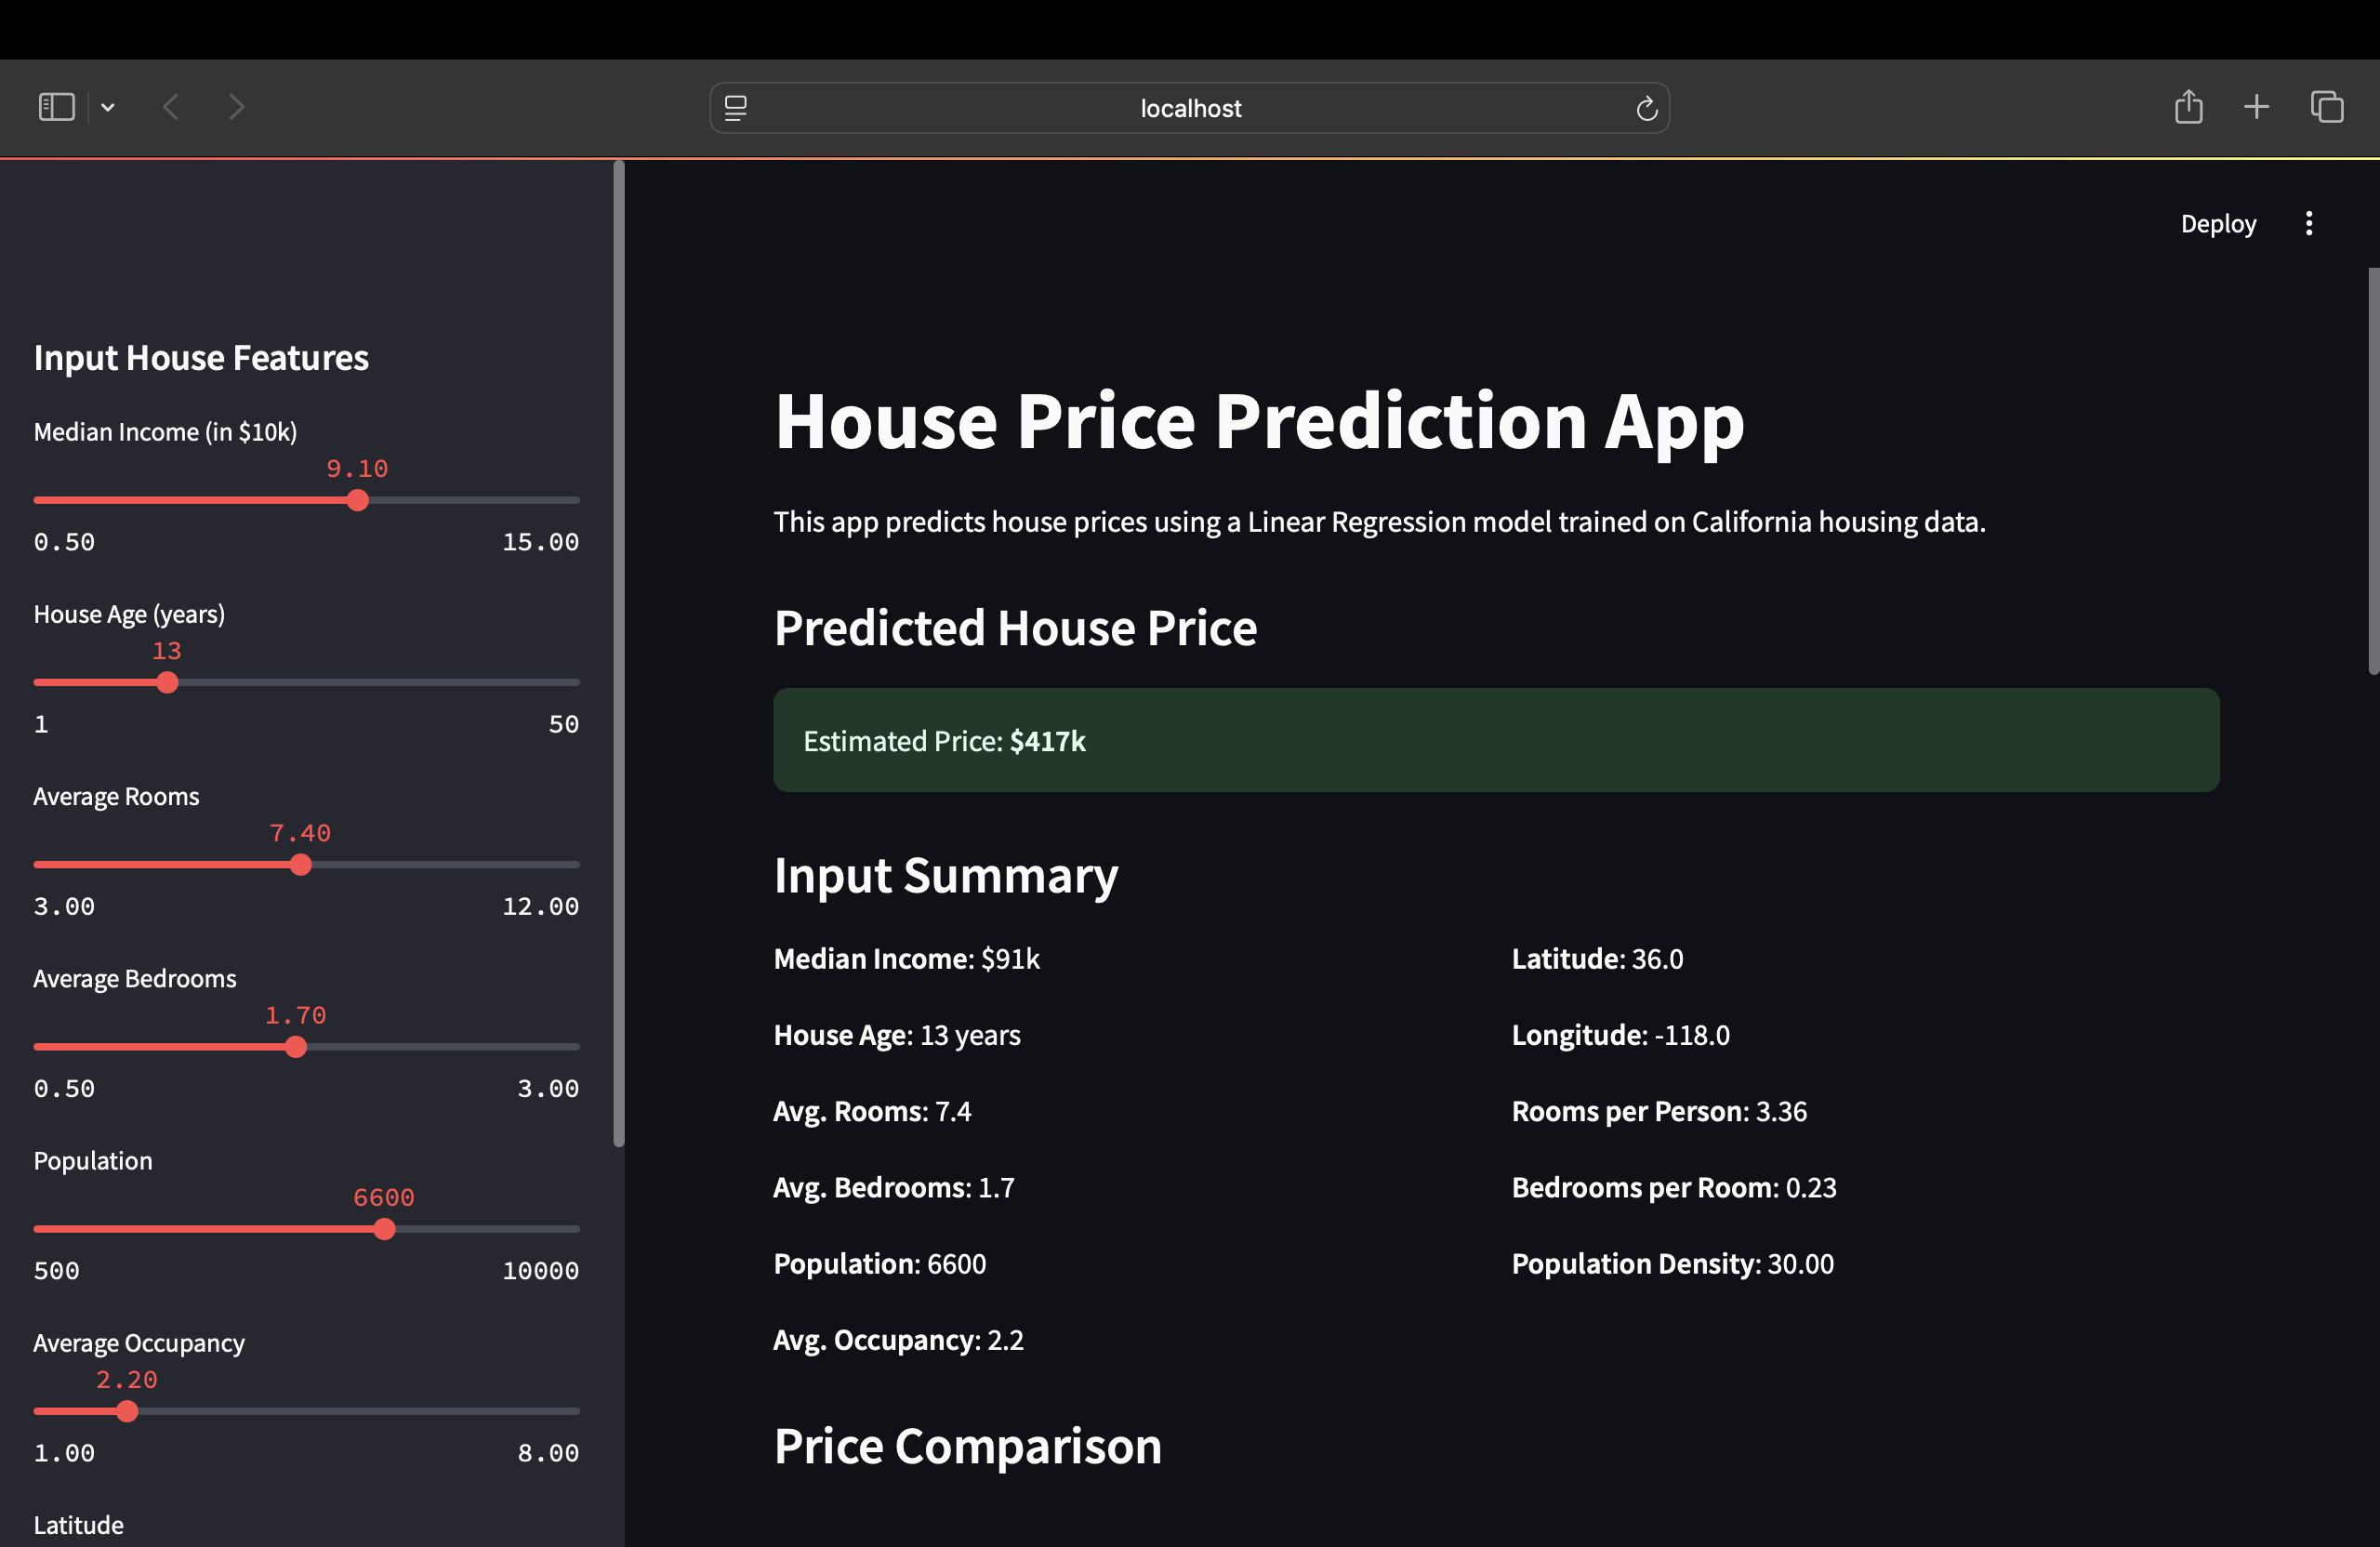 localhost
Deploy
Input House Features
Median Income (in $10k)
9.10
0.50 15.00
House Age (years)
13
1 50
Average Rooms
7.40
3.00 12.00
Average Bedrooms
1.70
0.50 3.00
Population
6600
500 10000
Average Occupancy
2.20
1.00 8.00
Latitude
House Price Prediction App
This app predicts house prices using a Linear Regression model trained on California housing data.
Predicted House Price
Estimated Price: $417k
Input Summary
Median Income: $91k
House Age: 13 years
Avg. Rooms: 7.4
Avg. Bedrooms: 1.7
Population: 6600
Avg. Occupancy: 2.2
Latitude: 36.0
Longitude: -118.0
Rooms per Person: 3.36
Bedrooms per Room: 0.23
Population Density: 30.00
Price Comparison